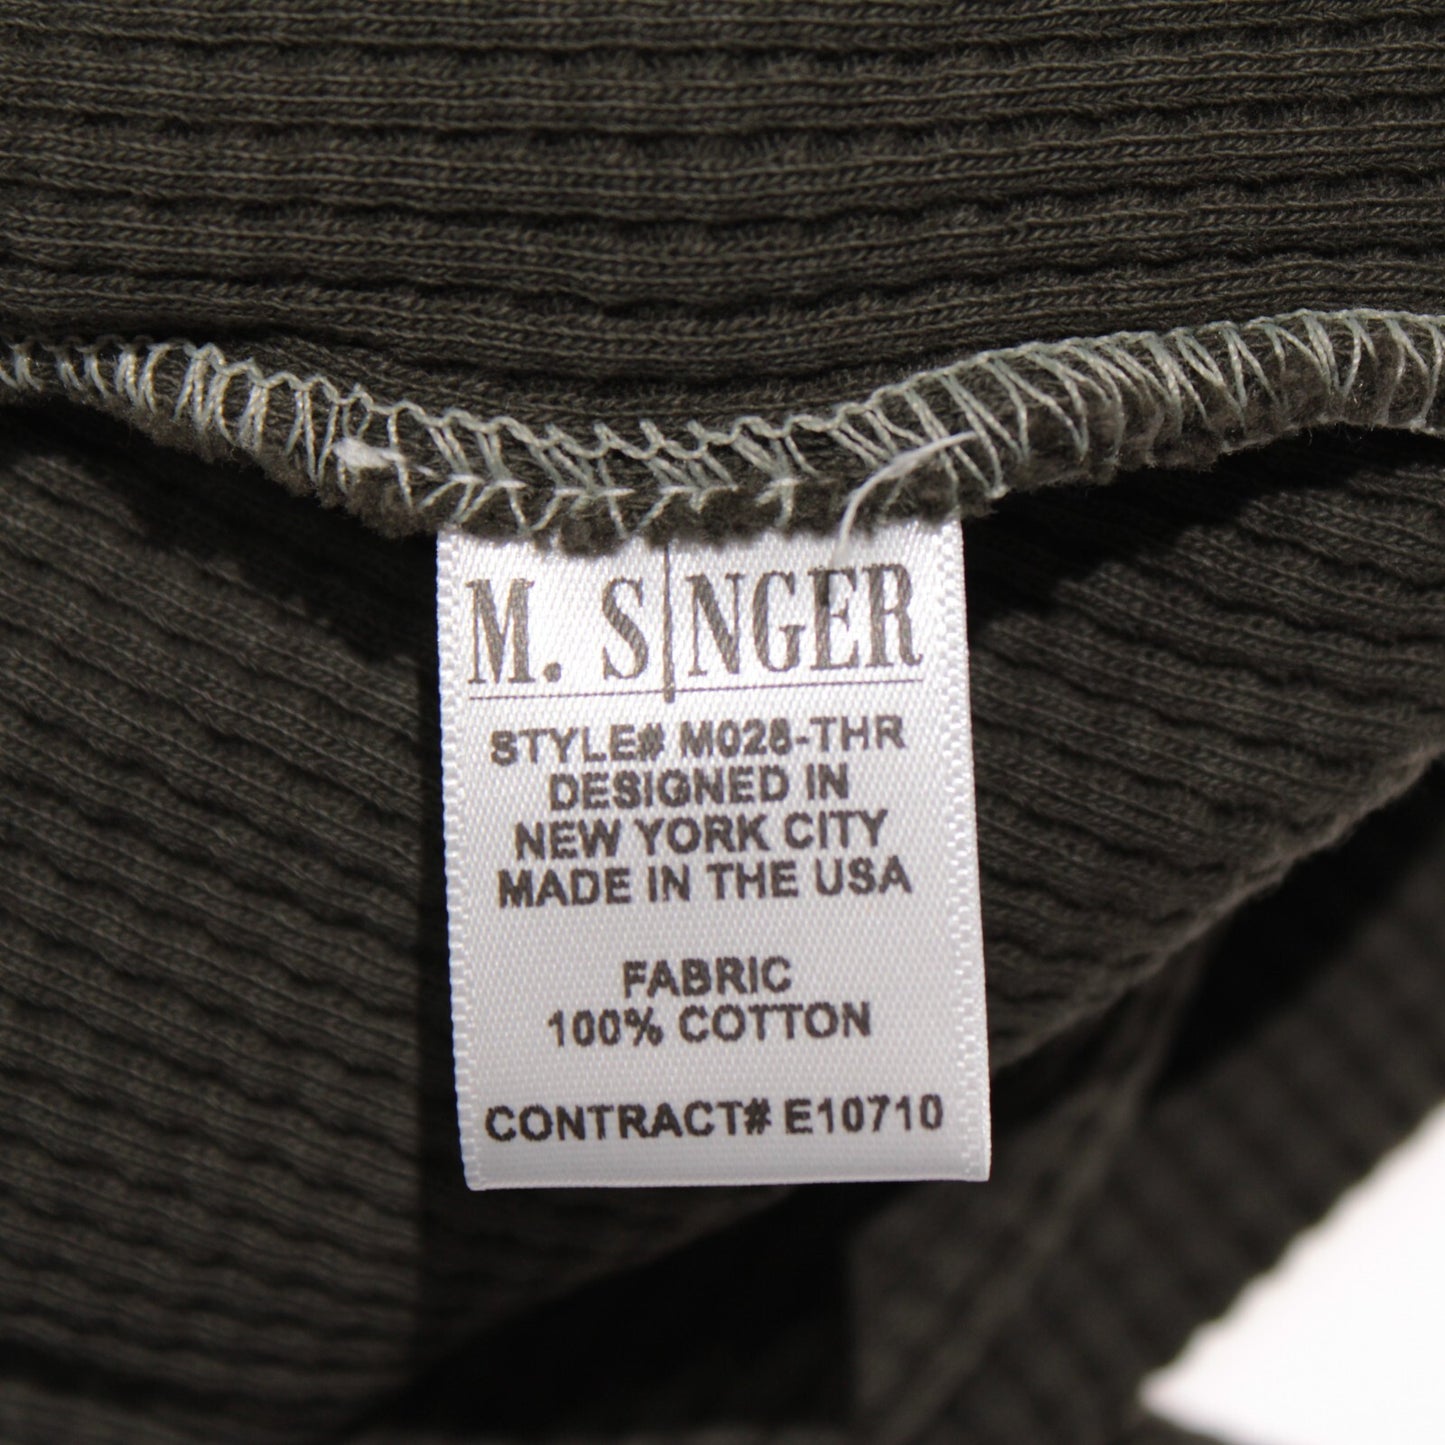 M. SINGER
STYLE# M028-THR
DESIGNED IN
NEW YORK CITY
MADE IN THE USA
FABRIC
100% COTTON
CONTRACT# E10710